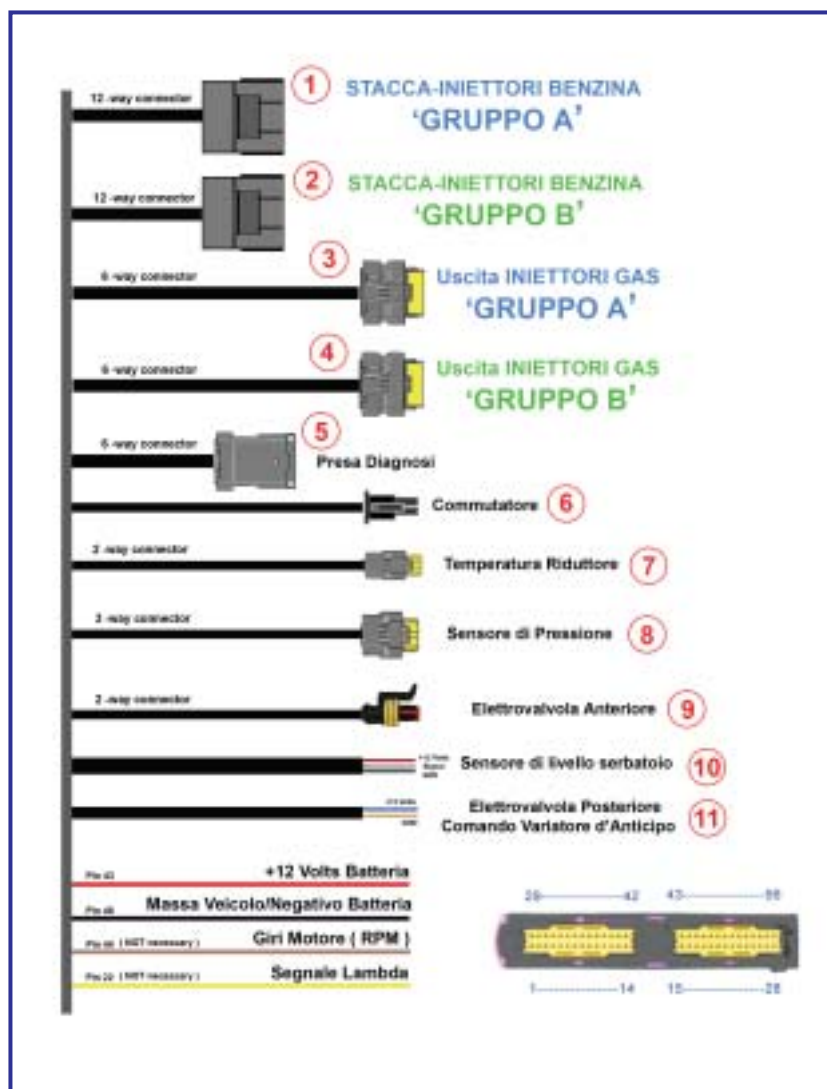 12 -way connector
1
STACCA-INIETTORI BENZINA
'GRUPPO A'
12 -way connector
2
STACCA-INIETTORI BENZINA
'GRUPPO B'
6 -way connector
3
Uscita INIETTORI GAS
'GRUPPO A'
6 -way connector
4
Uscita INIETTORI GAS
'GRUPPO B'
6 -way connector
5
Presa Diagnosi
Commutatore
6
2 -way connector
Temperatura Riduttore
7
3 -way connector
Sensore di Pressione
8
2 -way connector
Elettrovalvola Anteriore
9
Sensore di livello serbatoio
10
Elettrovalvola Posteriore
Comando Variatore d'Anticipo
11
+12 Volts Batteria
Massa Veicolo/Negativo Batteria
( NOT necessary ) Giri Motore ( RPM )
( NOT necessary ) Segnale Lambda
29 42 43 56
1 14 15 28